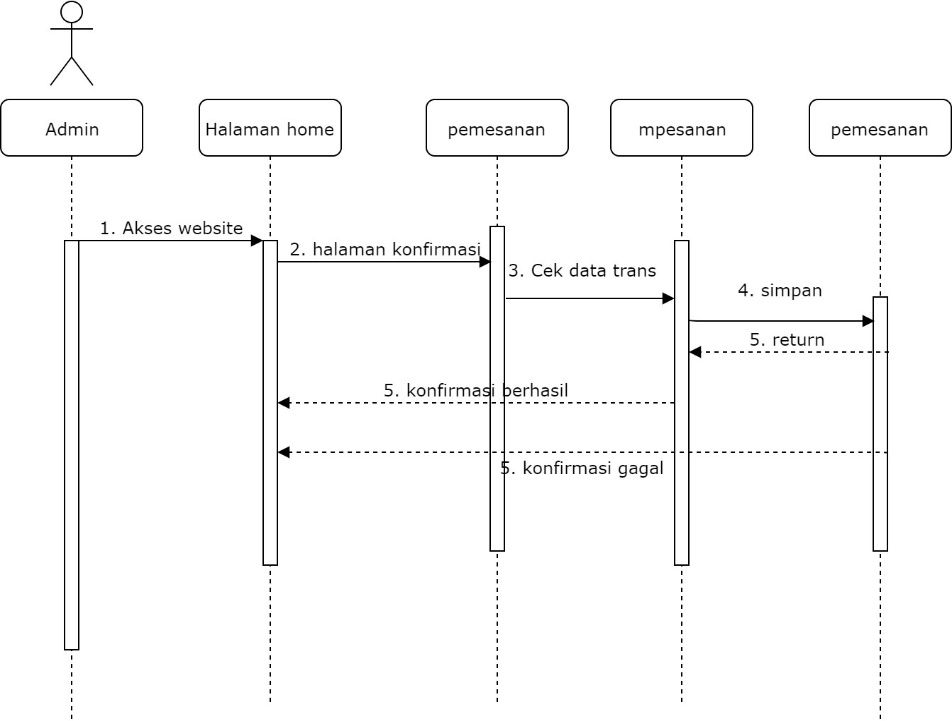 Admin
Halaman home
pemesanan
mpesanan
pemesanan
1. Akses website
2. halaman konfirmasi
3. Cek data trans
4. simpan
5. return
5. konfirmasi berhasil
5. konfirmasi gagal